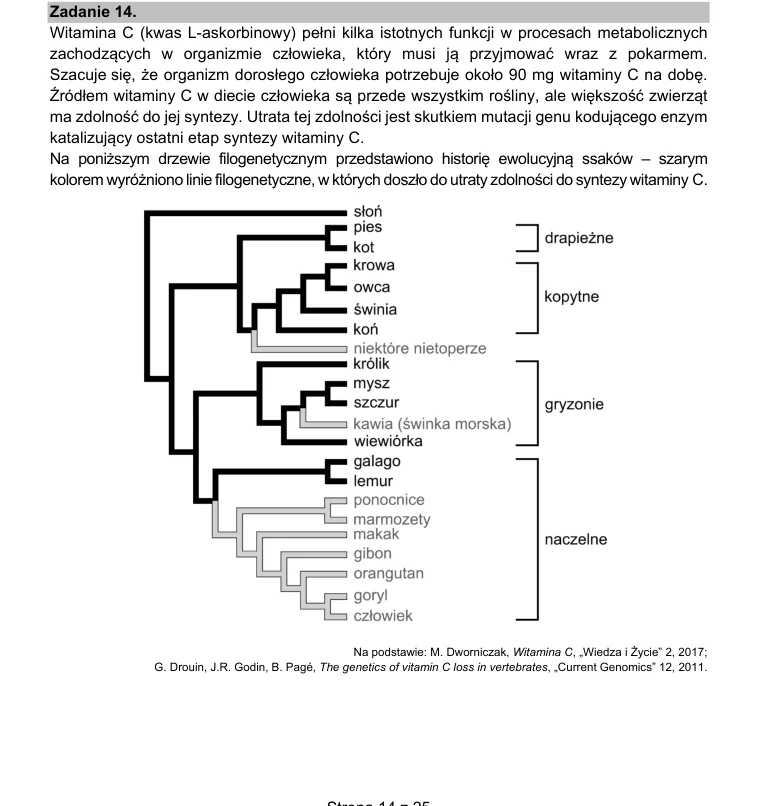 Zadanie 14.
Witamina C (kwas L-askorbinowy) pełni kilka istotnych funkcji w procesach metabolicznych
zachodzących w organizmie człowieka, który musi ją przyjmować wraz z pokarmem.
Szacuje się, że organizm dorosłego człowieka potrzebuje około 90 mg witaminy C na dobę.
Źródłem witaminy C w diecie człowieka są przede wszystkim rośliny, ale większość zwierząt
ma zdolność do jej syntezy. Utrata tej zdolności jest skutkiem mutacji genu kodującego enzym
katalizujący ostatni etap syntezy witaminy C.
Na poniższym drzewie filogenetycznym przedstawiono historię ewolucyjną ssaków – szarym
kolorem wyróżniono linie filogenetyczne, w których doszło do utraty zdolności do syntezy witaminy C.
słoń
pies
kot
drapieżne
krowa
owca
świnia
koń
kopytne
niektóre nietoperze
królik
mysz
szczur
kawia (świnka morska)
wiewiórka
gryzonie
galago
lemur
ponocnice
marmozety
makak
gibon
orangutan
goryl
człowiek
naczelne
Na podstawie: M. Dworniczak, Witamina C, „Wiedza i Życie” 2, 2017;
G. Drouin, J.R. Godin, B. Pagé, The genetics of vitamin C loss in vertebrates, „Current Genomics” 12, 2011.
Strona 14 z 25